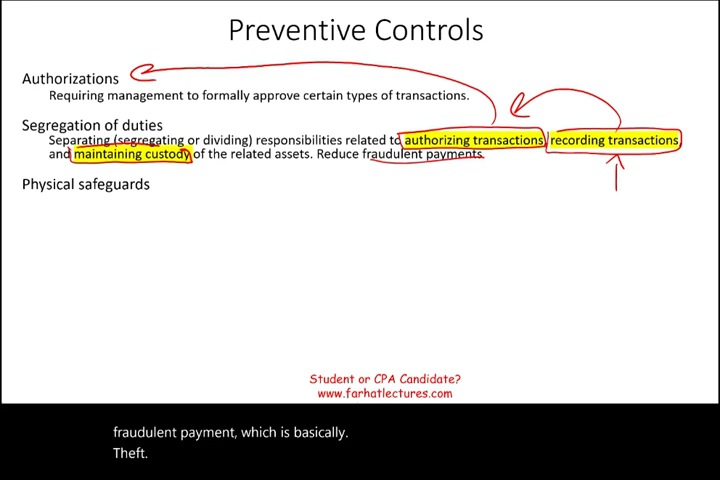 Preventive Controls
Authorizations
Requiring management to formally approve certain types of transactions.
Segregation of duties
Separating (segregating or dividing) responsibilities related to authorizing transactions, recording transactions,
and maintaining custody of the related assets. Reduce fraudulent payments.
Physical safeguards
Student or CPA Candidate?
www.farhatlectures.com
fraudulent payment, which is basically.
Theft.